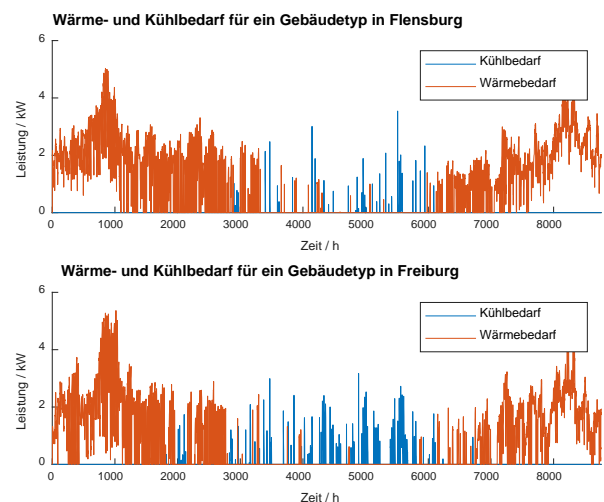 Wärme- und Kühlbedarf für ein Gebäudetyp in Flensburg
6
4
2
0
Leistung / kW
Kühlbedarf
Wärmebedarf
0 1000 2000 3000 4000 5000 6000 7000 8000
Zeit / h
Wärme- und Kühlbedarf für ein Gebäudetyp in Freiburg
6
4
2
0
Leistung / kW
Kühlbedarf
Wärmebedarf
0 1000 2000 3000 4000 5000 6000 7000 8000
Zeit / h